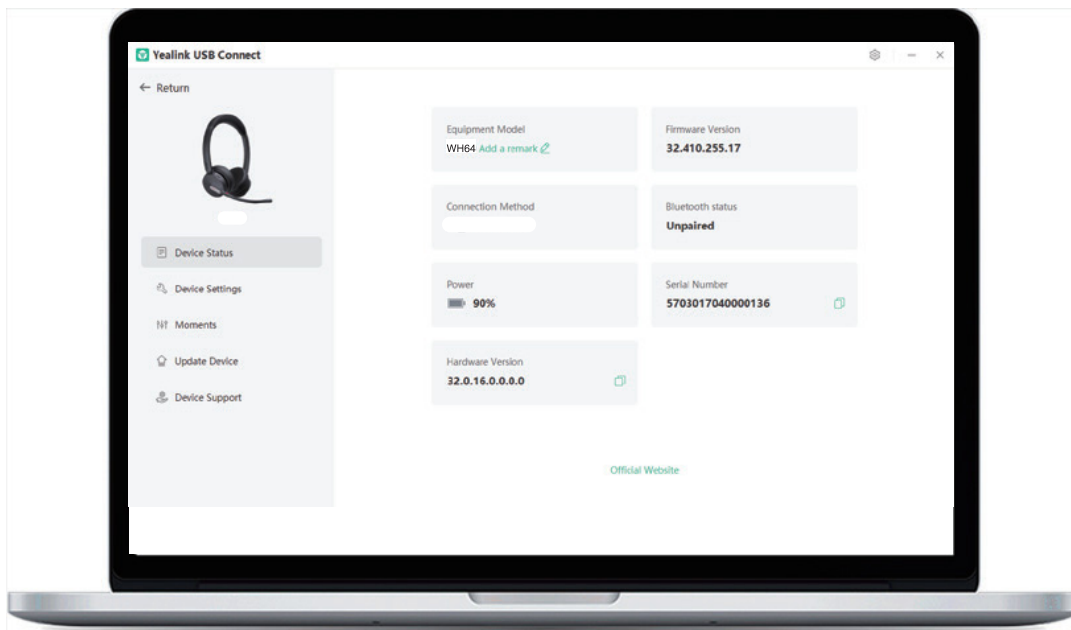 Yealink USB Connect
Return
Equipment Model
WH64 Add a remark
Firmware Version
32.410.255.17
Connection Method
Bluetooth status
Unpaired
Device Status
Device Settings
Power
90%
Serial Number
5703017040000136
Moments
Update Device
Hardware Version
32.0.16.0.0.0.0
Device Support
Official Website